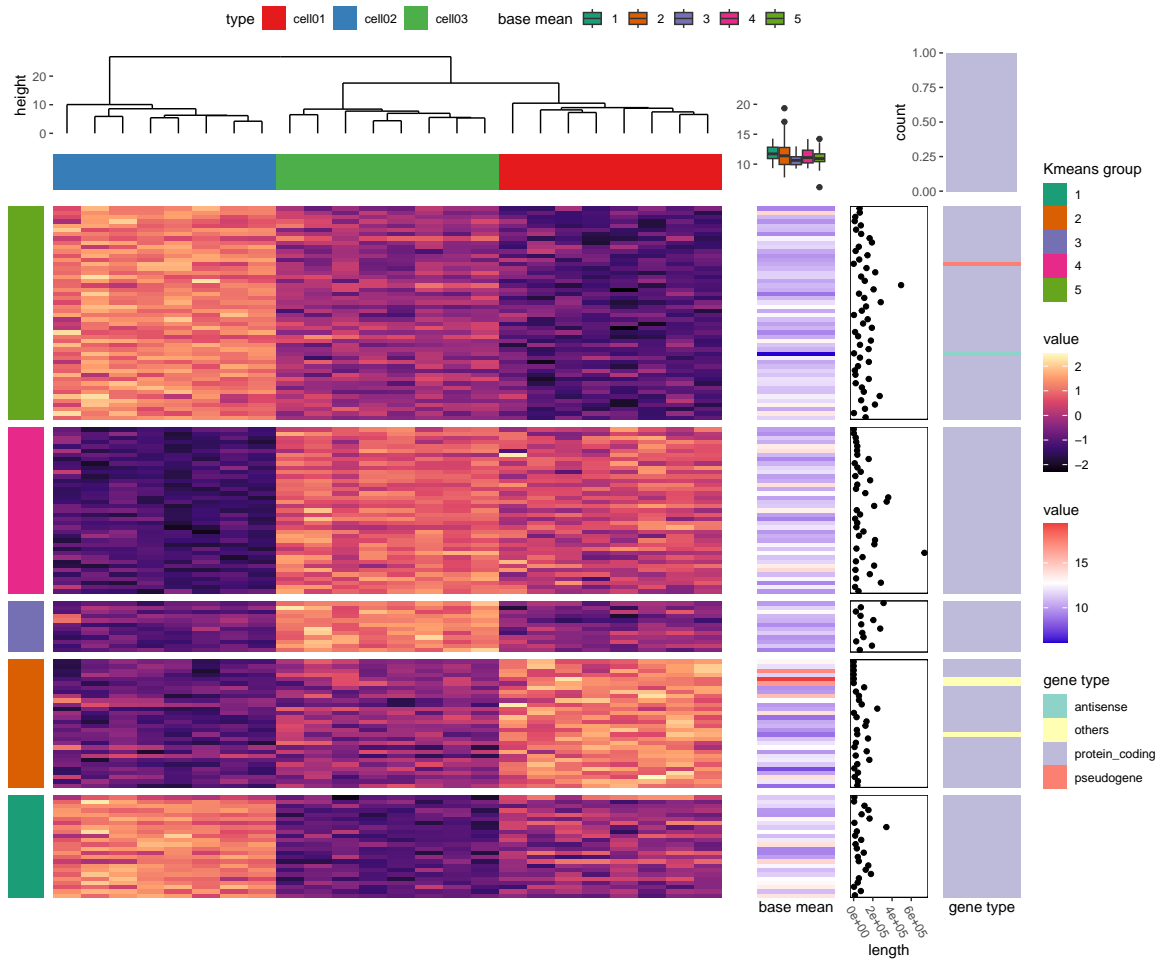 type cell01 cell02 cell03 base mean 1 2 3 4 5
height
20
10
0
20
15
10
count
1.00
0.75
0.50
0.25
0.00
Kmeans group
1
2
3
4
5
value
2
1
0
−1
−2
value
15
10
gene type
antisense
others
protein_coding
pseudogene
base mean
0e+00
2e+05
4e+05
6e+05
length
gene type